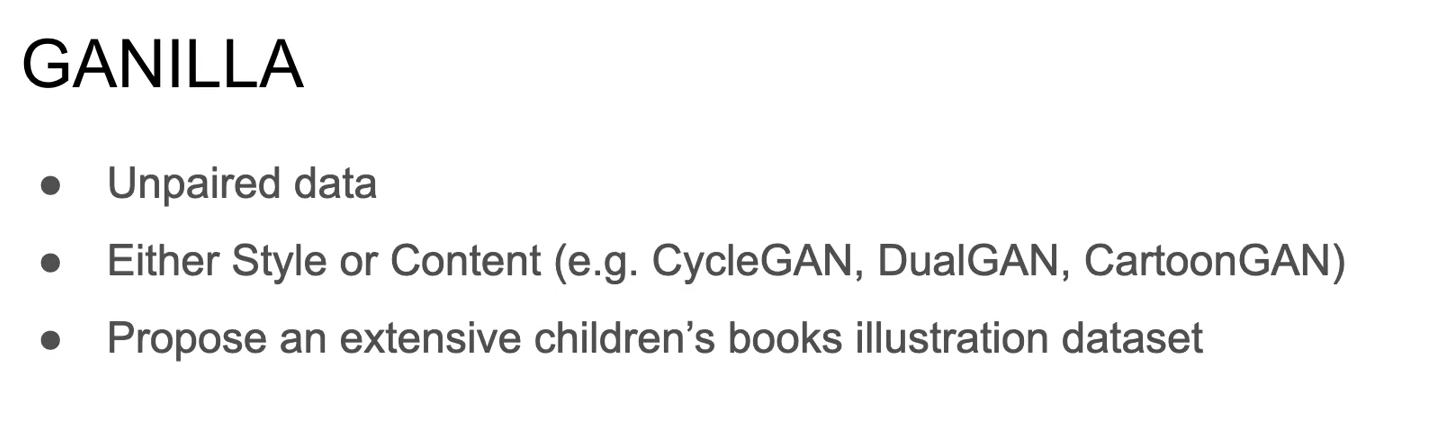 GANILLA
● Unpaired data
● Either Style or Content (e.g. CycleGAN, DualGAN, CartoonGAN)
● Propose an extensive children’s books illustration dataset